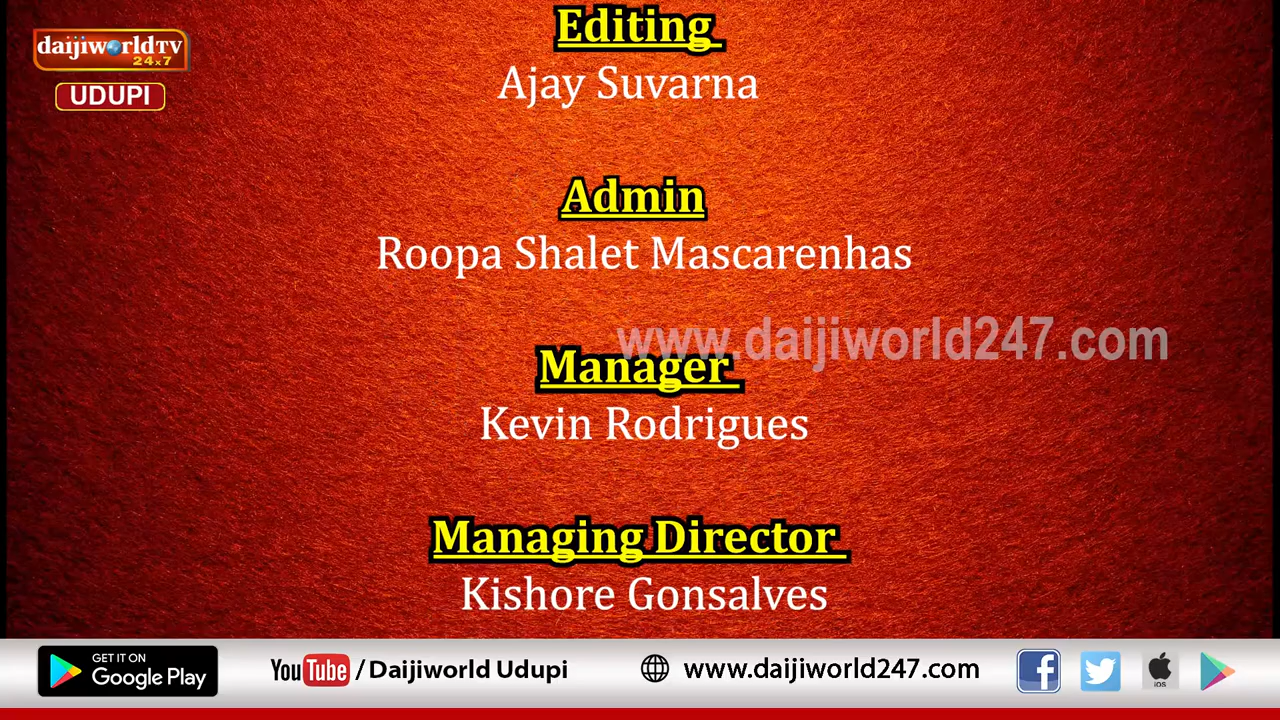 daijiworldTV
24x7
UDUPI
Editing
Ajay Suvarna
Admin
Roopa Shalet Mascarenhas
www.daijiworld247.com
Manager
Kevin Rodrigues
Managing Director
Kishore Gonsalves
GET IT ON
Google Play
YouTube /Daijiworld Udupi
www.daijiworld247.com
f
iOS